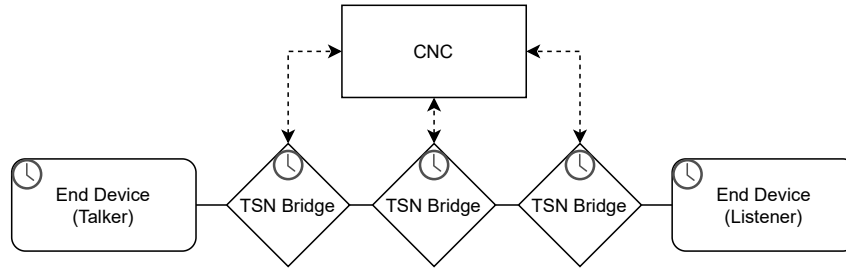 CNC
End Device
(Talker)
TSN Bridge
TSN Bridge
TSN Bridge
End Device
(Listener)